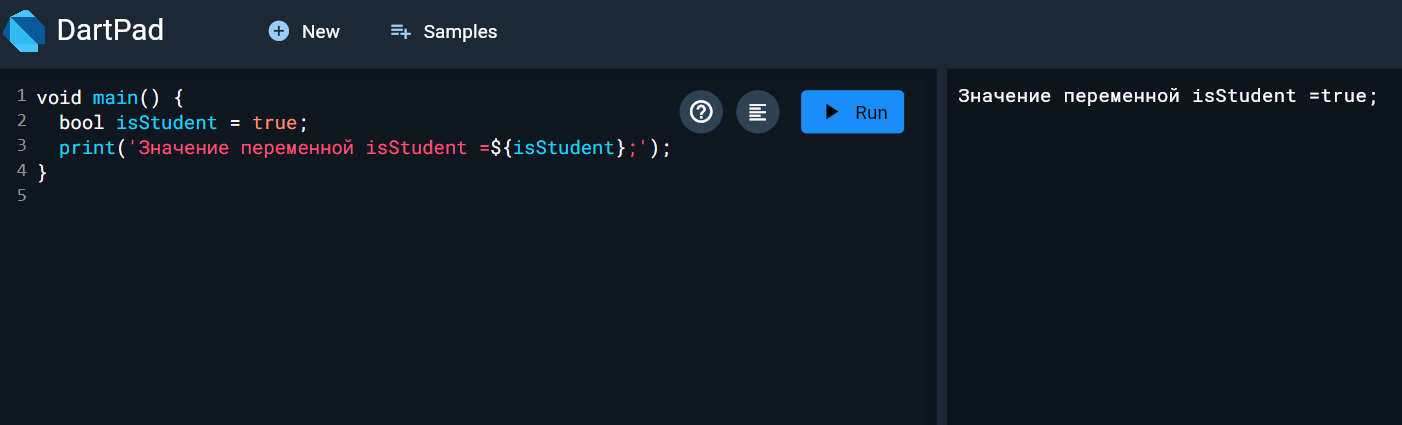 DartPad New Samples
1 void main() {
2 bool isStudent = true;
3 print('Значение переменной isStudent =${isStudent};');
4 }
5
Run
Значение переменной isStudent =true;